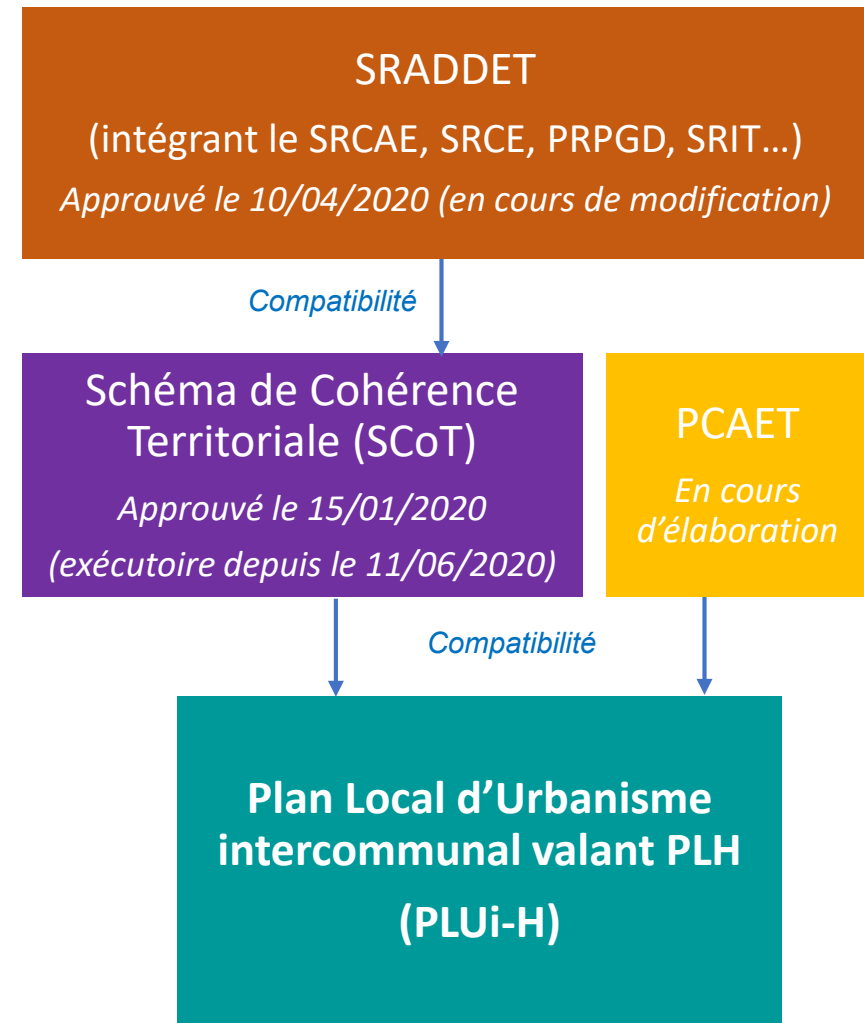 SRADDET
(intégrant le SRCAE, SRCE, PRPGD, SRIT…)
Approuvé le 10/04/2020 (en cours de modification)
Compatibilité
Schéma de Cohérence
Territoriale (SCoT)
Approuvé le 15/01/2020
(exécutoire depuis le 11/06/2020)
PCAET
En cours
d’élaboration
Compatibilité
Plan Local d’Urbanisme
intercommunal valant PLH
(PLUi-H)